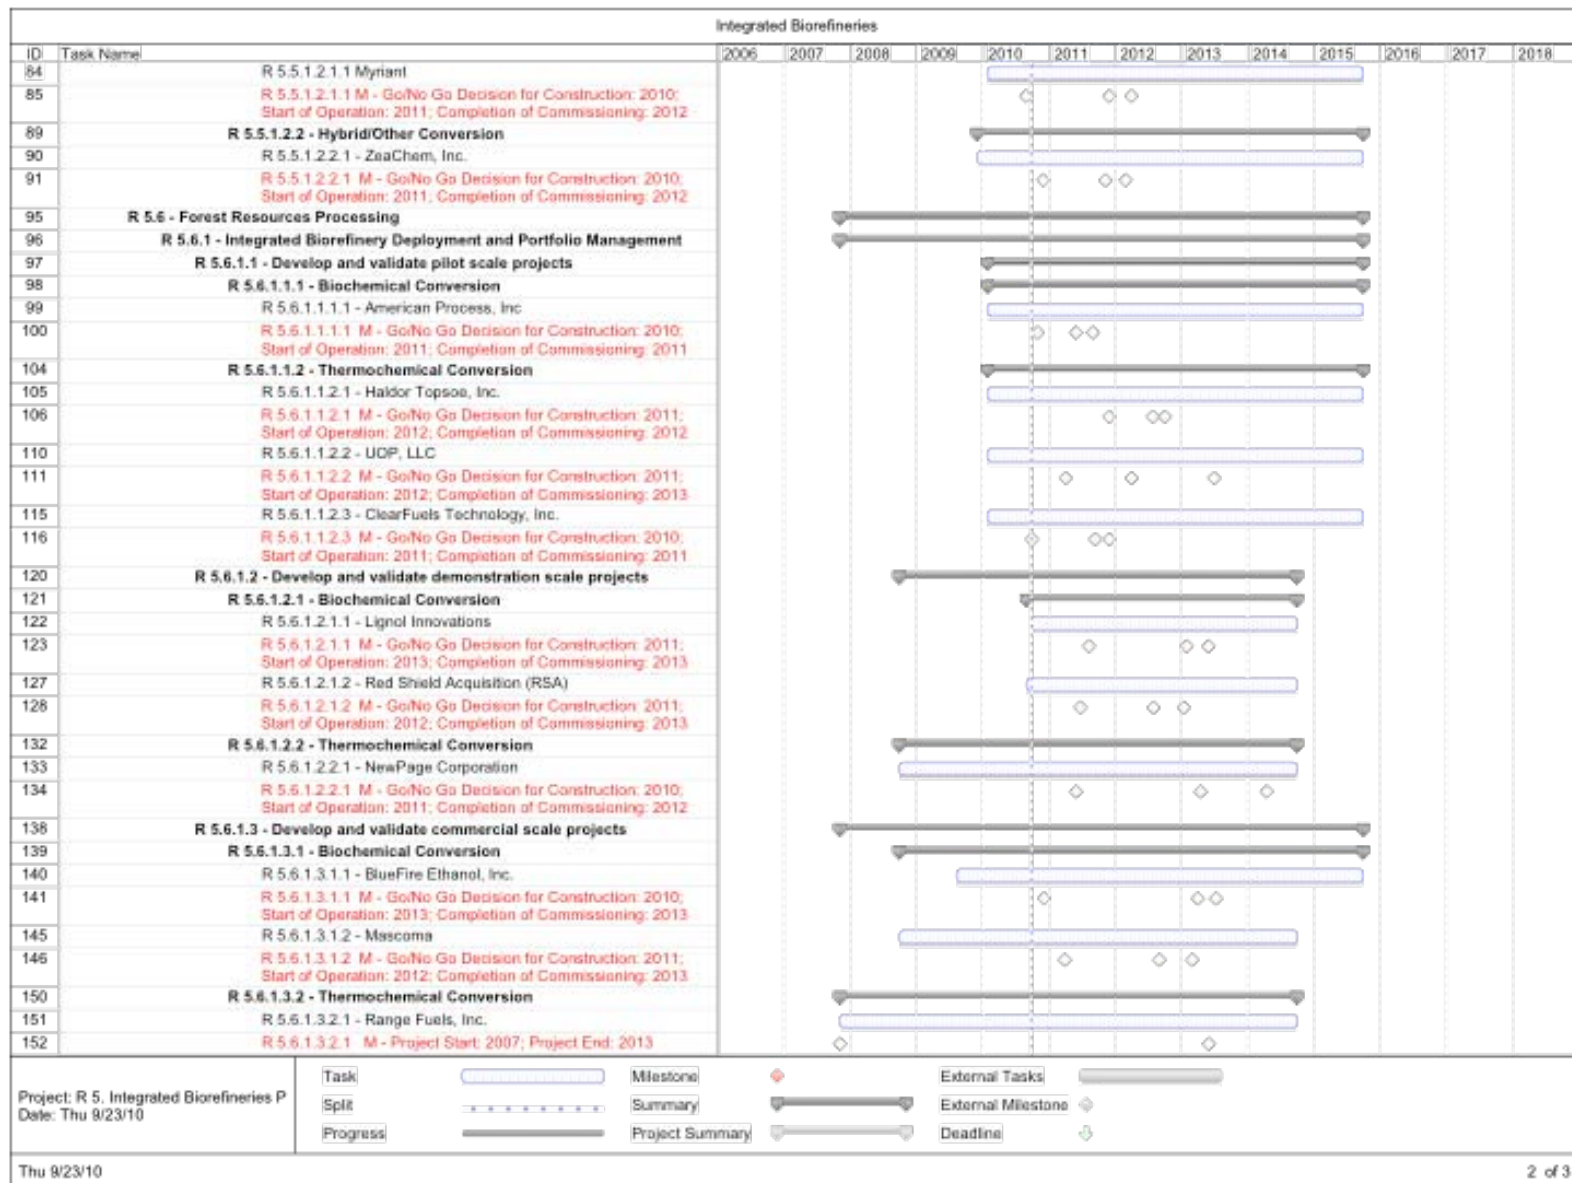 Integrated Biorefineries
ID Task Name 2006 2007 2008 2009 2010 2011 2012 2013 2014 2015 2016 2017 2018
84 R 5.5.1.2.1.1 Myriant
85 R 5.5.1.2.1.1 M - Go/No Go Decision for Construction: 2010;
Start of Operation: 2011; Completion of Commissioning: 2012
89 R 5.5.1.2.2 - Hybrid/Other Conversion
90 R 5.5.1.2.2.1 - ZeaChem, Inc.
91 R 5.5.1.2.2.1 M - Go/No Go Decision for Construction: 2010;
Start of Operation: 2011; Completion of Commissioning: 2012
95 R 5.6 - Forest Resources Processing
96 R 5.6.1 - Integrated Biorefinery Deployment and Portfolio Management
97 R 5.6.1.1 - Develop and validate pilot scale projects
98 R 5.6.1.1.1 - Biochemical Conversion
99 R 5.6.1.1.1.1 - American Process, Inc
100 R 5.6.1.1.1.1 M - Go/No Go Decision for Construction: 2010;
Start of Operation: 2011; Completion of Commissioning: 2011
104 R 5.6.1.1.2 - Thermochemical Conversion
105 R 5.6.1.1.2.1 - Haldor Topsoe, Inc.
106 R 5.6.1.1.2.1 M - Go/No Go Decision for Construction: 2011;
Start of Operation: 2012; Completion of Commissioning: 2012
110 R 5.6.1.1.2.2 - UOP, LLC
111 R 5.6.1.1.2.2 M - Go/No Go Decision for Construction: 2011;
Start of Operation: 2012; Completion of Commissioning: 2013
115 R 5.6.1.1.2.3 - ClearFuels Technology, Inc.
116 R 5.6.1.1.2.3 M - Go/No Go Decision for Construction: 2010;
Start of Operation: 2011; Completion of Commissioning: 2011
120 R 5.6.1.2 - Develop and validate demonstration scale projects
121 R 5.6.1.2.1 - Biochemical Conversion
122 R 5.6.1.2.1.1 - Lignol Innovations
123 R 5.6.1.2.1.1 M - Go/No Go Decision for Construction: 2011;
Start of Operation: 2013; Completion of Commissioning: 2013
127 R 5.6.1.2.1.2 - Red Shield Acquisition (RSA)
128 R 5.6.1.2.1.2 M - Go/No Go Decision for Construction: 2011;
Start of Operation: 2012; Completion of Commissioning: 2013
132 R 5.6.1.2.2 - Thermochemical Conversion
133 R 5.6.1.2.2.1 - NewPage Corporation
134 R 5.6.1.2.2.1 M - Go/No Go Decision for Construction: 2010;
Start of Operation: 2011; Completion of Commissioning: 2012
138 R 5.6.1.3 - Develop and validate commercial scale projects
139 R 5.6.1.3.1 - Biochemical Conversion
140 R 5.6.1.3.1.1 - BlueFire Ethanol, Inc.
141 R 5.6.1.3.1.1 M - Go/No Go Decision for Construction: 2010;
Start of Operation: 2013; Completion of Commissioning: 2013
145 R 5.6.1.3.1.2 - Mascoma
146 R 5.6.1.3.1.2 M - Go/No Go Decision for Construction: 2011;
Start of Operation: 2012; Completion of Commissioning: 2013
150 R 5.6.1.3.2 - Thermochemical Conversion
151 R 5.6.1.3.2.1 - Range Fuels, Inc.
152 R 5.6.1.3.2.1 M - Project Start: 2007; Project End: 2013
Project: R 5. Integrated Biorefineries P
Date: Thu 9/23/10
Task Milestone External Tasks
Split Summary External Milestone
Progress Project Summary Deadline
Thu 9/23/10 2 of 3